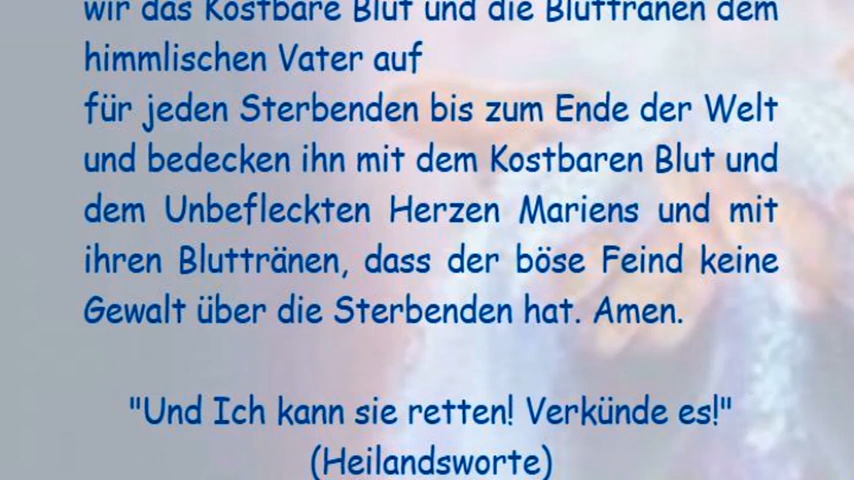 wir das Kostbare Blut und die Bluttränen dem
himmlischen Vater auf
für jeden Sterbenden bis zum Ende der Welt
und bedecken ihn mit dem Kostbaren Blut und
dem Unbefleckten Herzen Mariens und mit
ihren Bluttränen, dass der böse Feind keine
Gewalt über die Sterbenden hat. Amen.
"Und Ich kann sie retten! Verkünde es!"
(Heilandsworte)